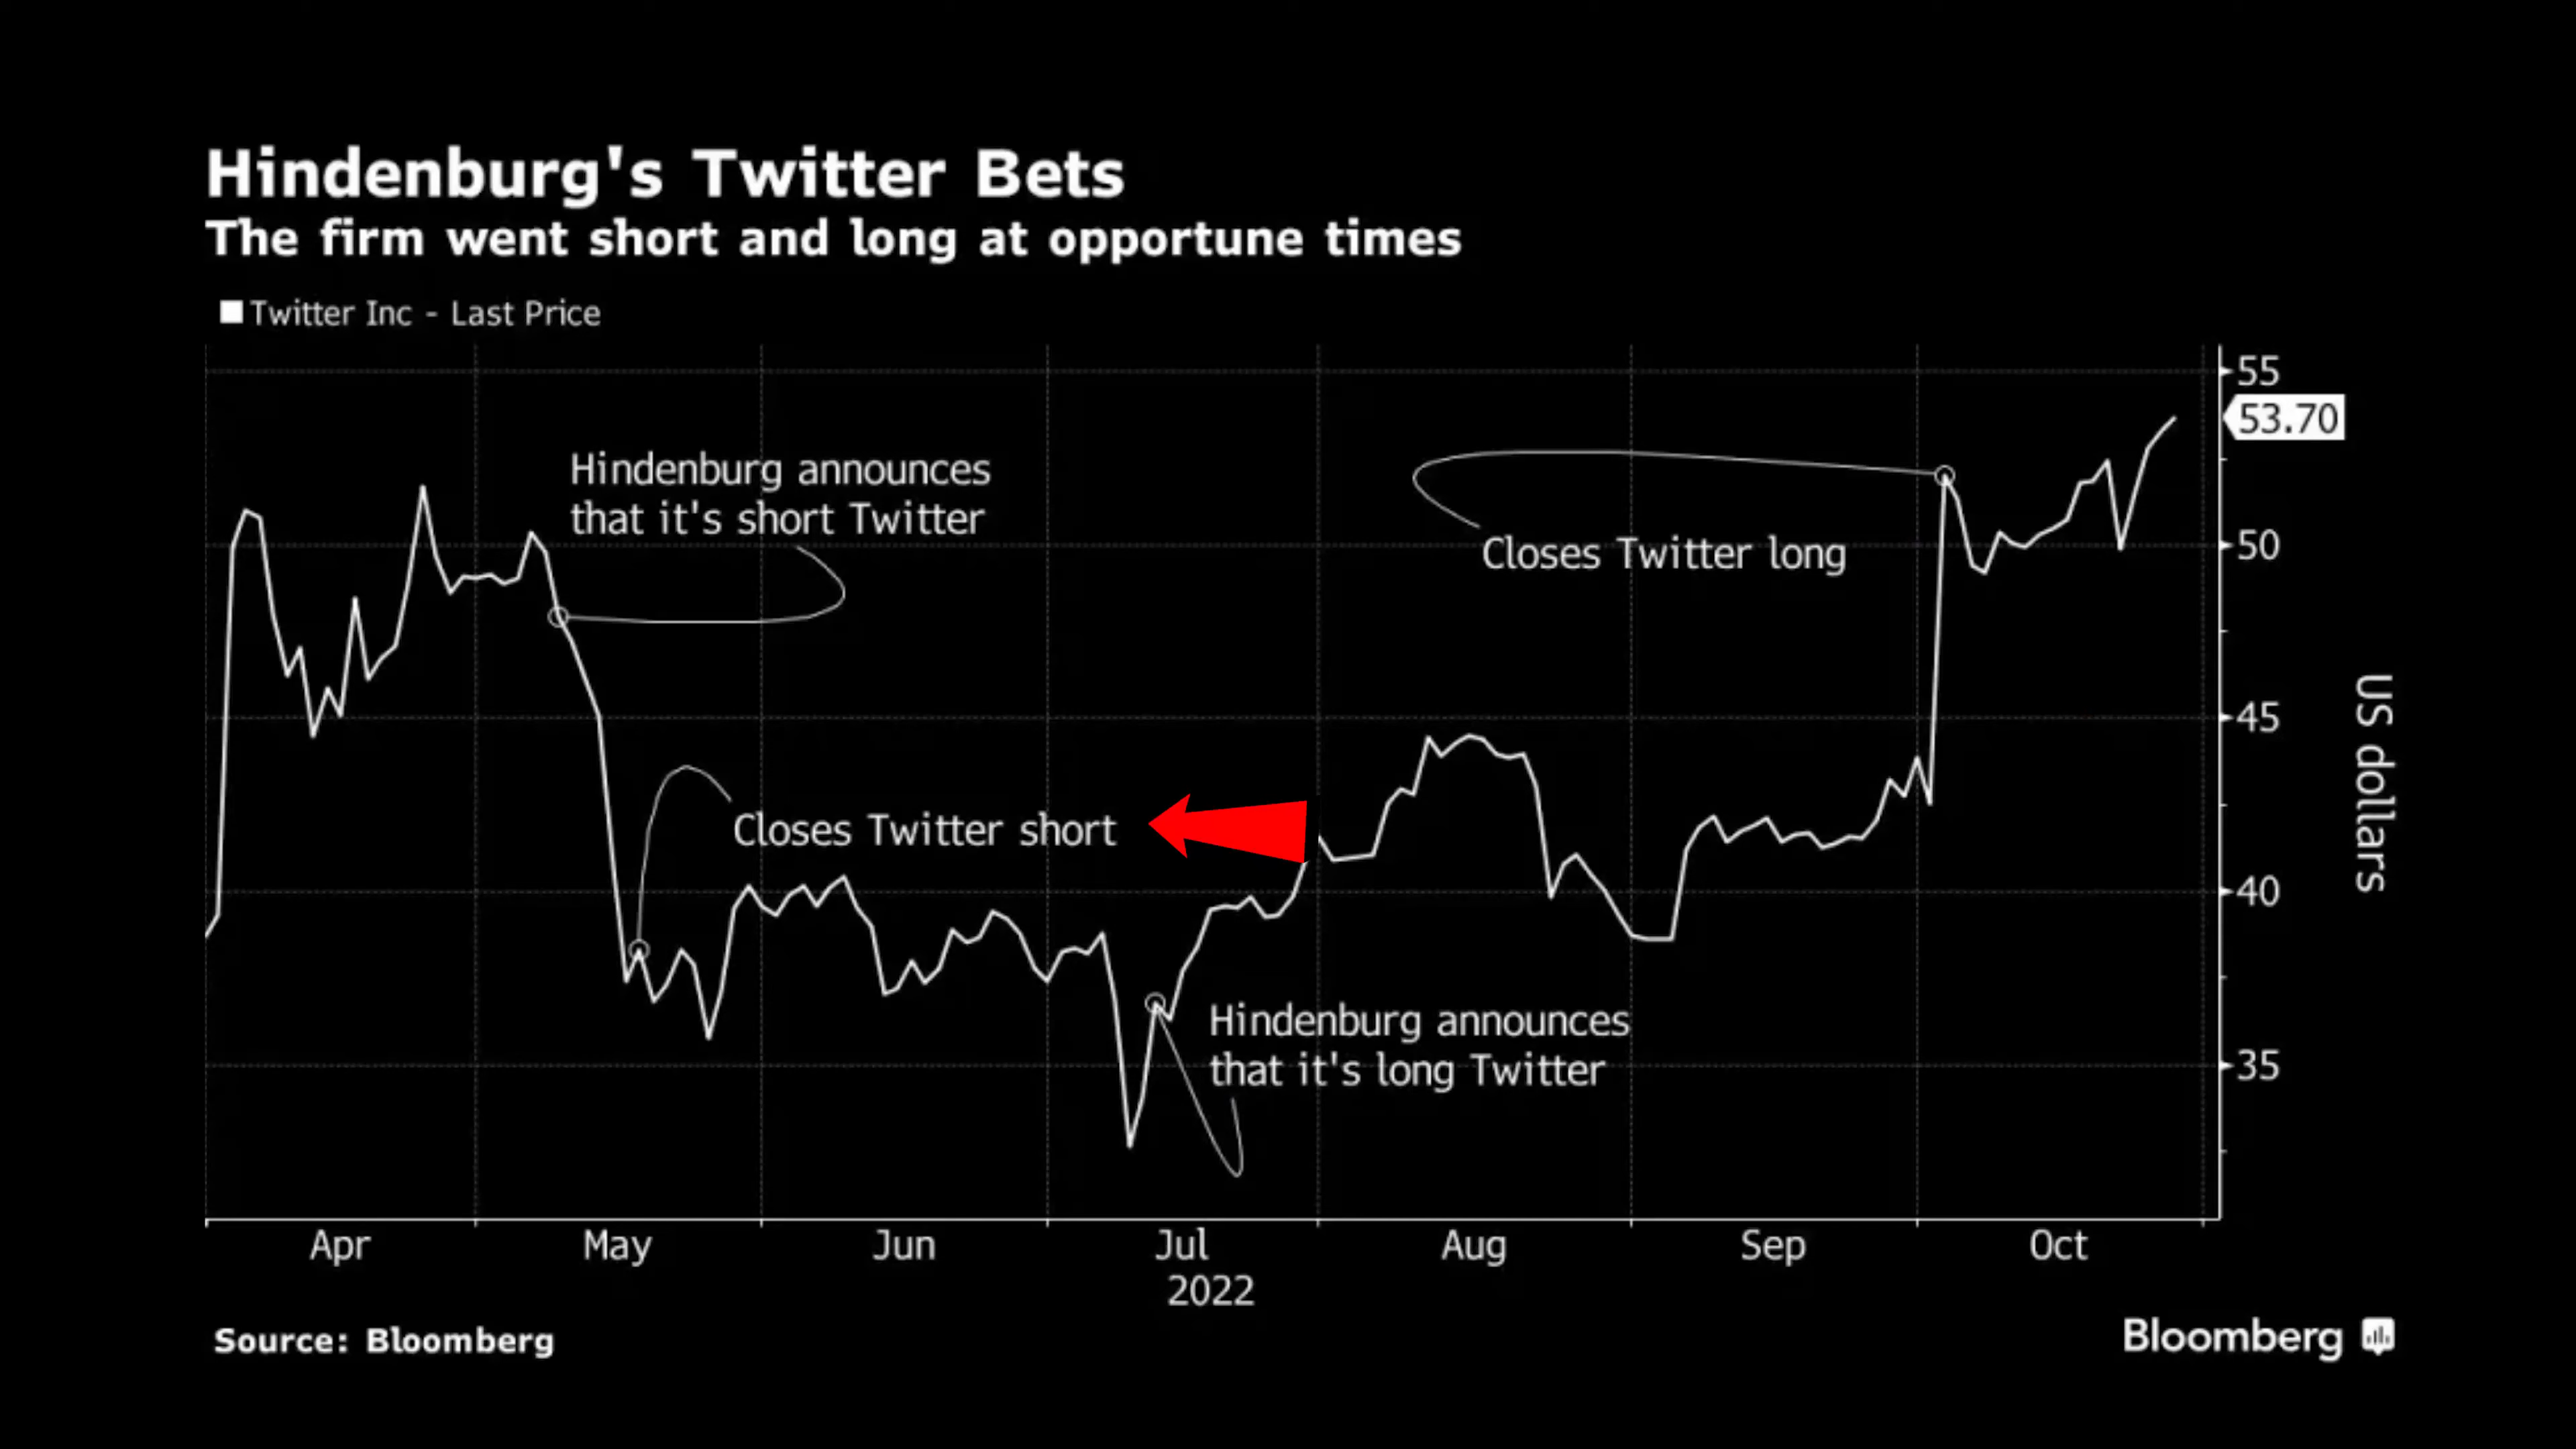 Hindenburg's Twitter Bets
The firm went short and long at opportune times
Twitter Inc - Last Price
55
53.70
Hindenburg announces
that it's short Twitter
Closes Twitter long
50
45
US dollars
Closes Twitter short
40
Hindenburg announces
that it's long Twitter
35
Apr May Jun Jul Aug Sep Oct
2022
Source: Bloomberg
Bloomberg